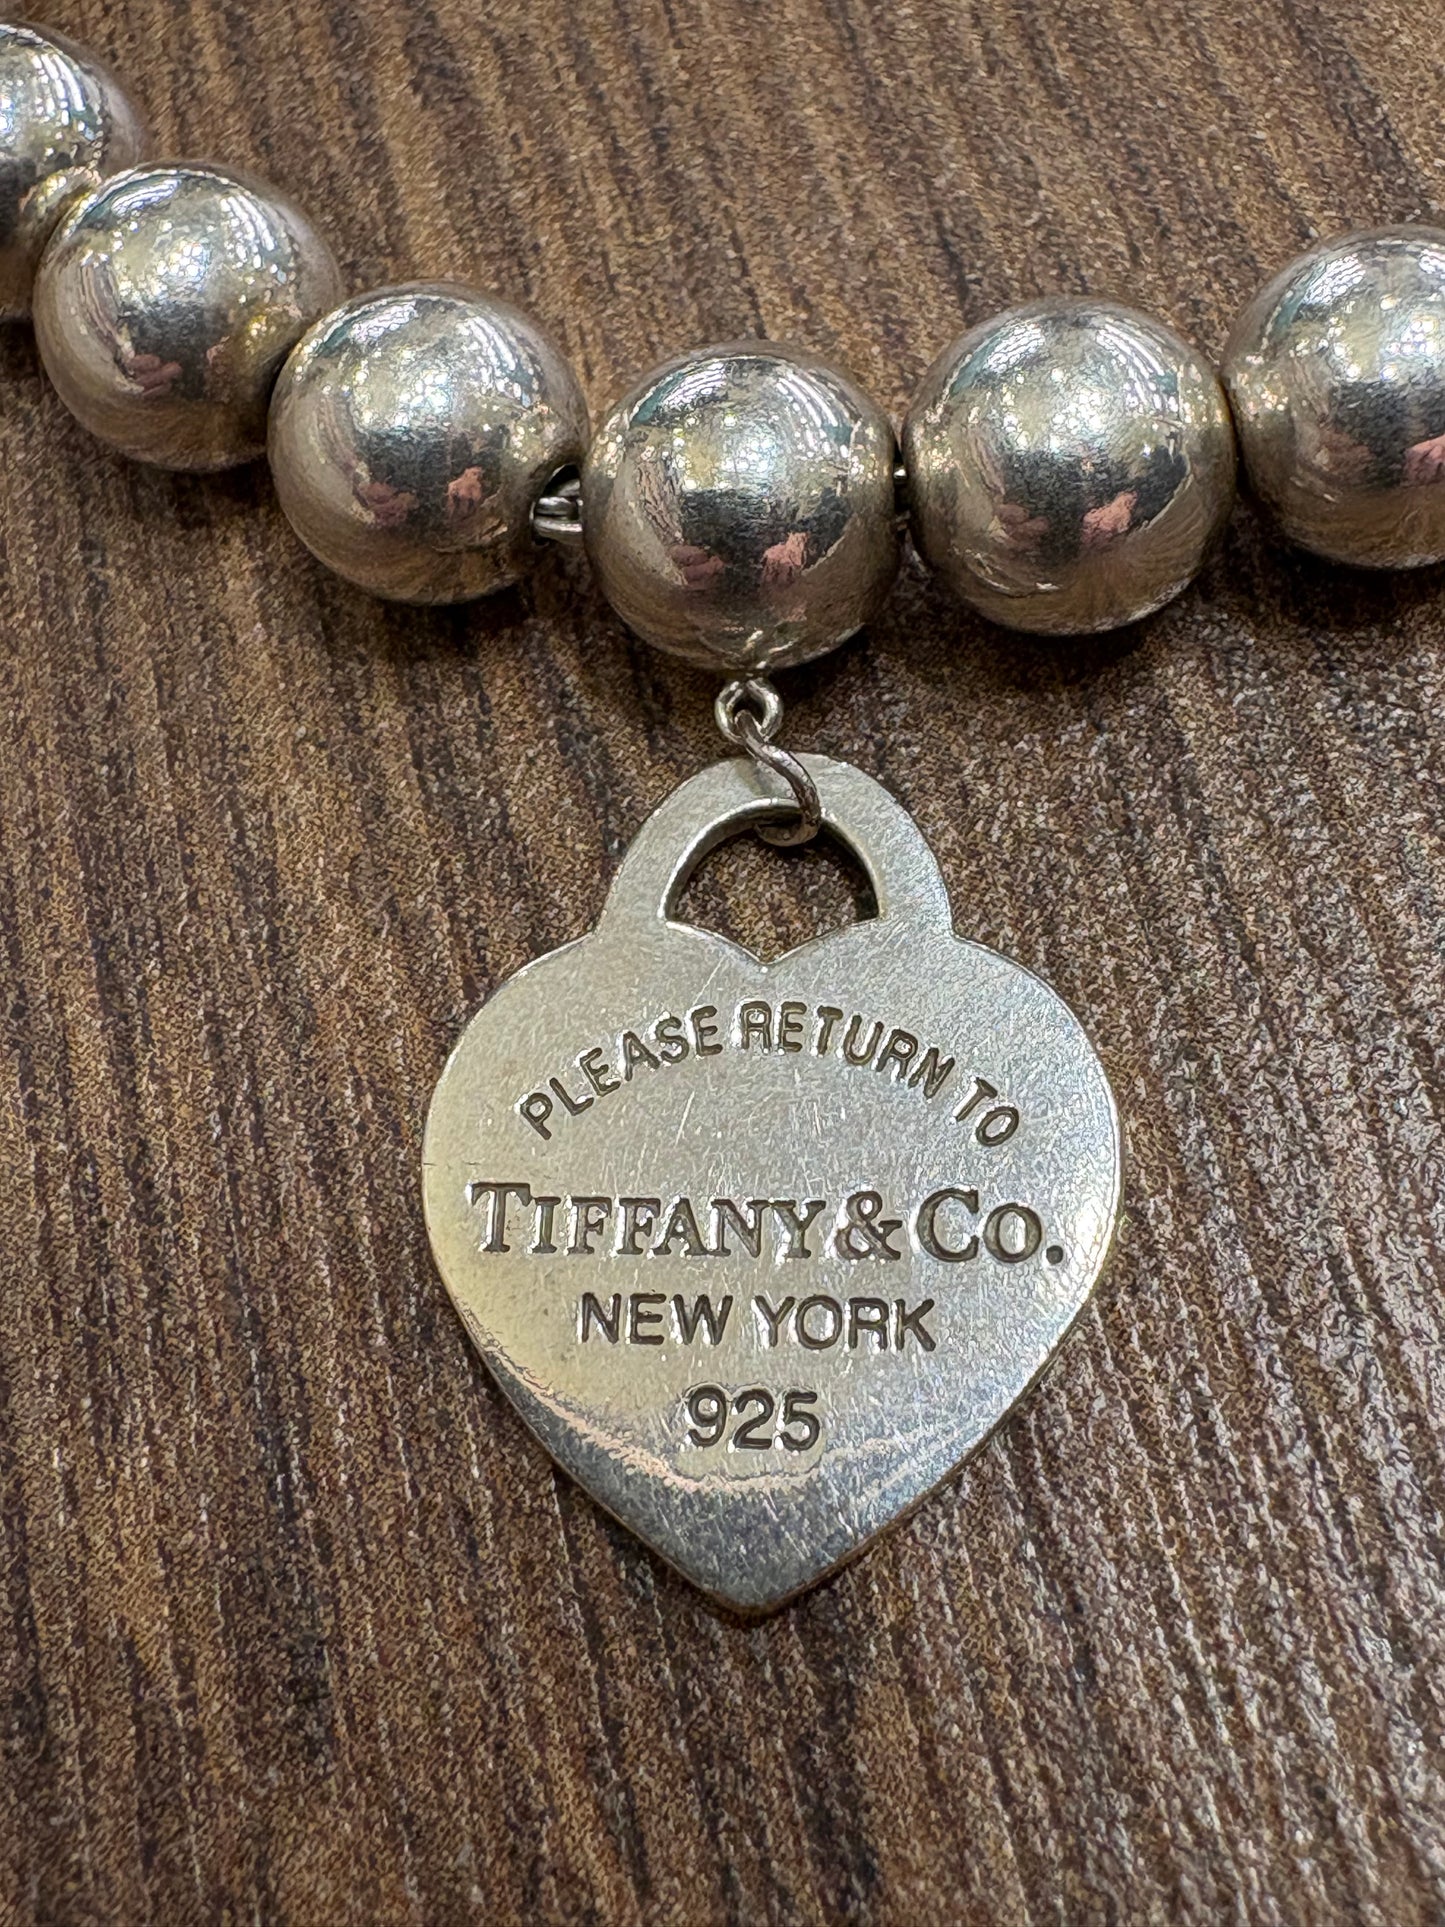 PLEASE RETURN TO
TIFFANY & CO.
NEW YORK
925